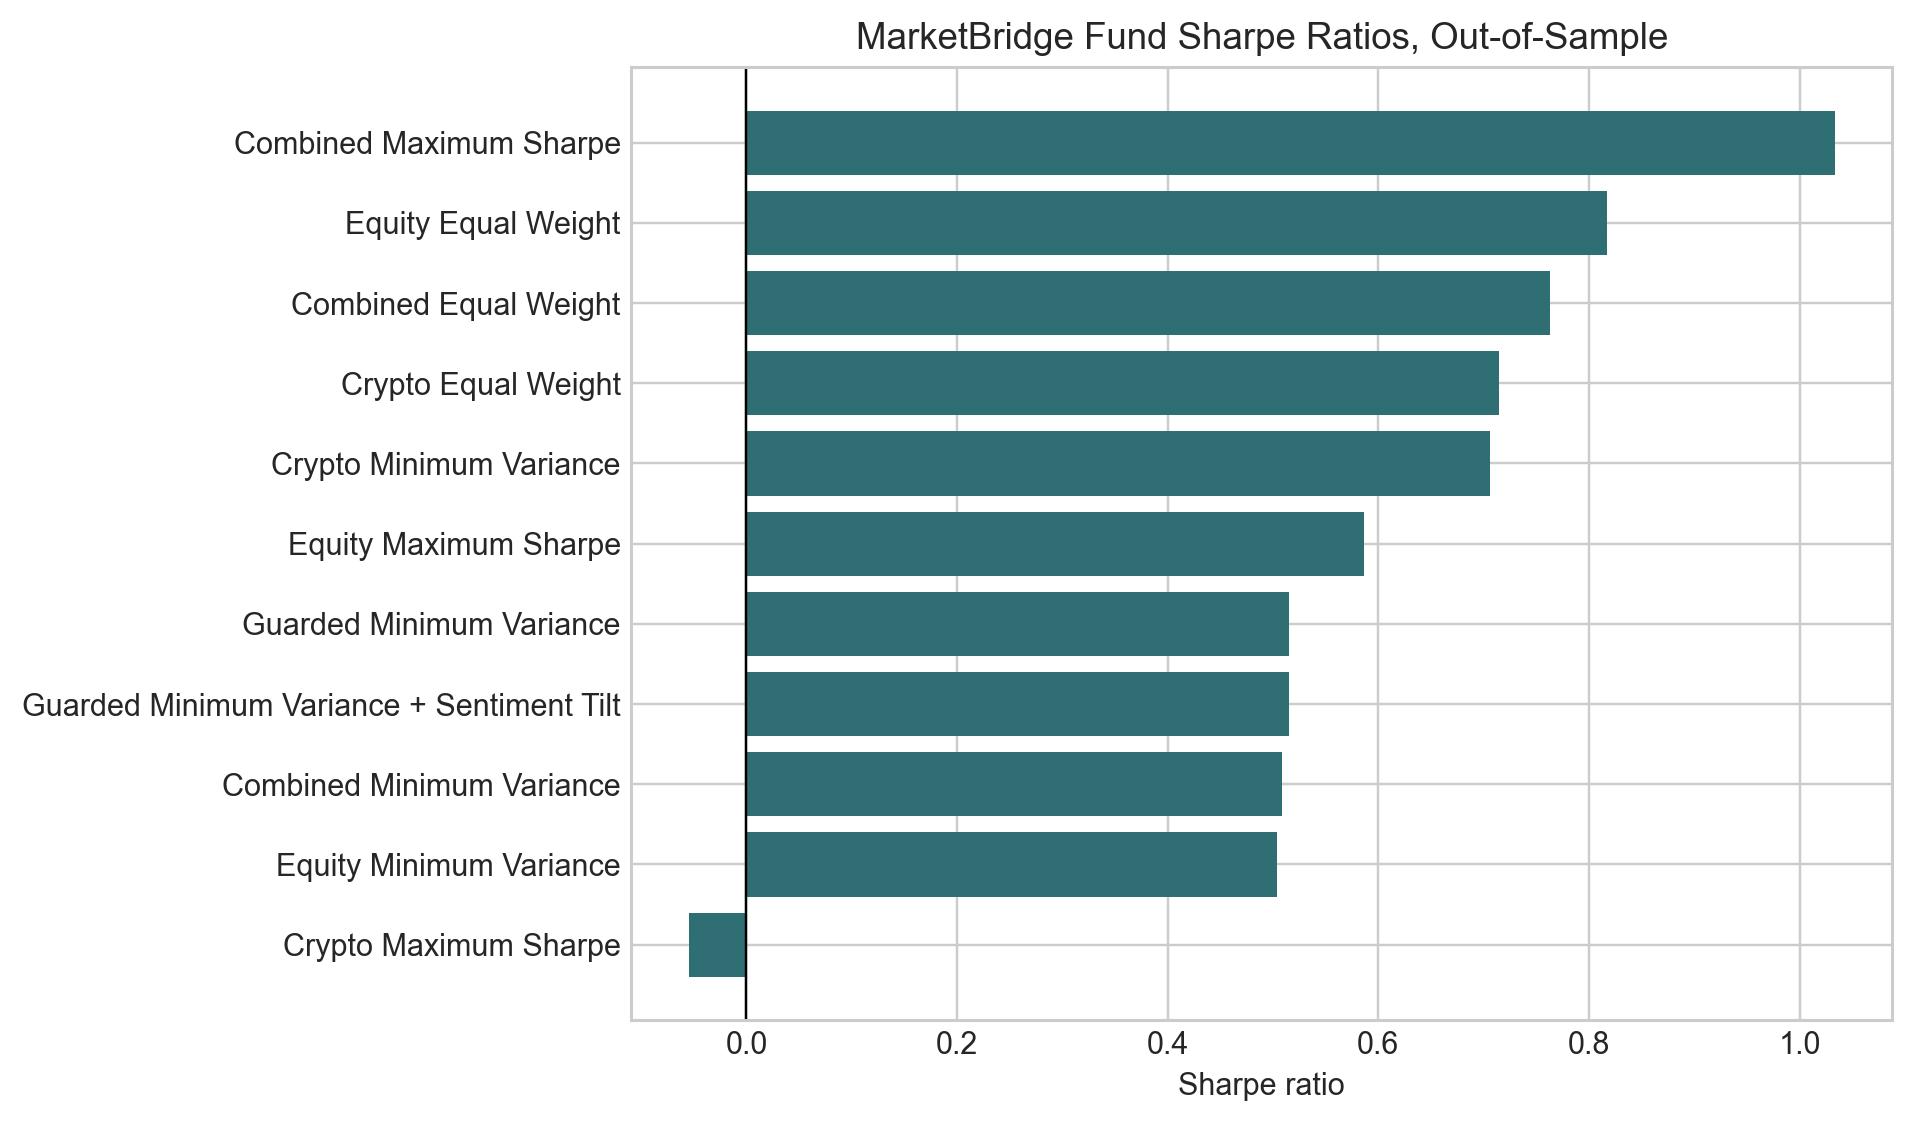 MarketBridge Fund Sharpe Ratios, Out-of-Sample
Combined Maximum Sharpe
Equity Equal Weight
Combined Equal Weight
Crypto Equal Weight
Crypto Minimum Variance
Equity Maximum Sharpe
Guarded Minimum Variance
Guarded Minimum Variance + Sentiment Tilt
Combined Minimum Variance
Equity Minimum Variance
Crypto Maximum Sharpe
0.0 0.2 0.4 0.6 0.8 1.0
Sharpe ratio